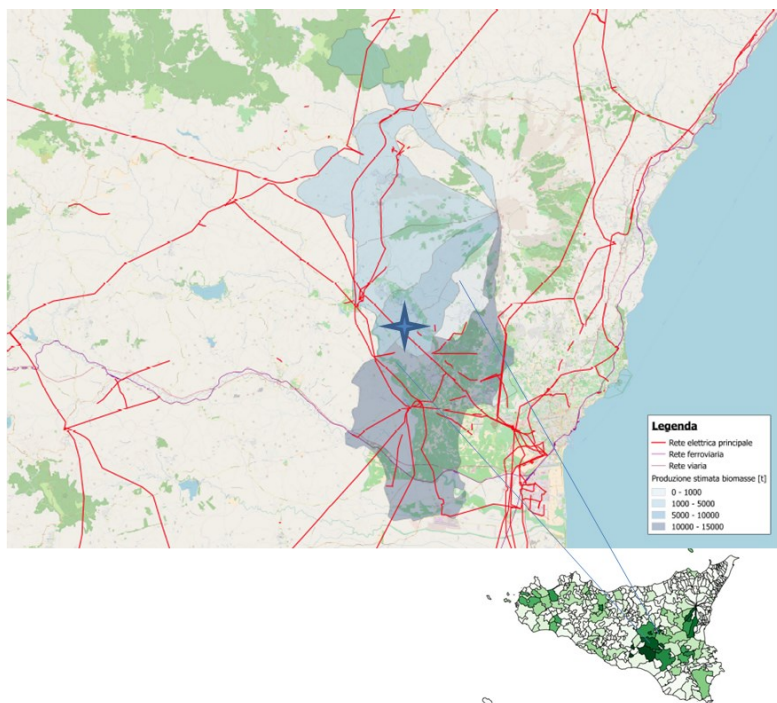 Legenda
Rete elettrica principale
Rete ferroviaria
Rete viaria
Produzione stimata biomasse [t]
0 - 1000
1000 - 5000
5000 - 10000
10000 - 15000